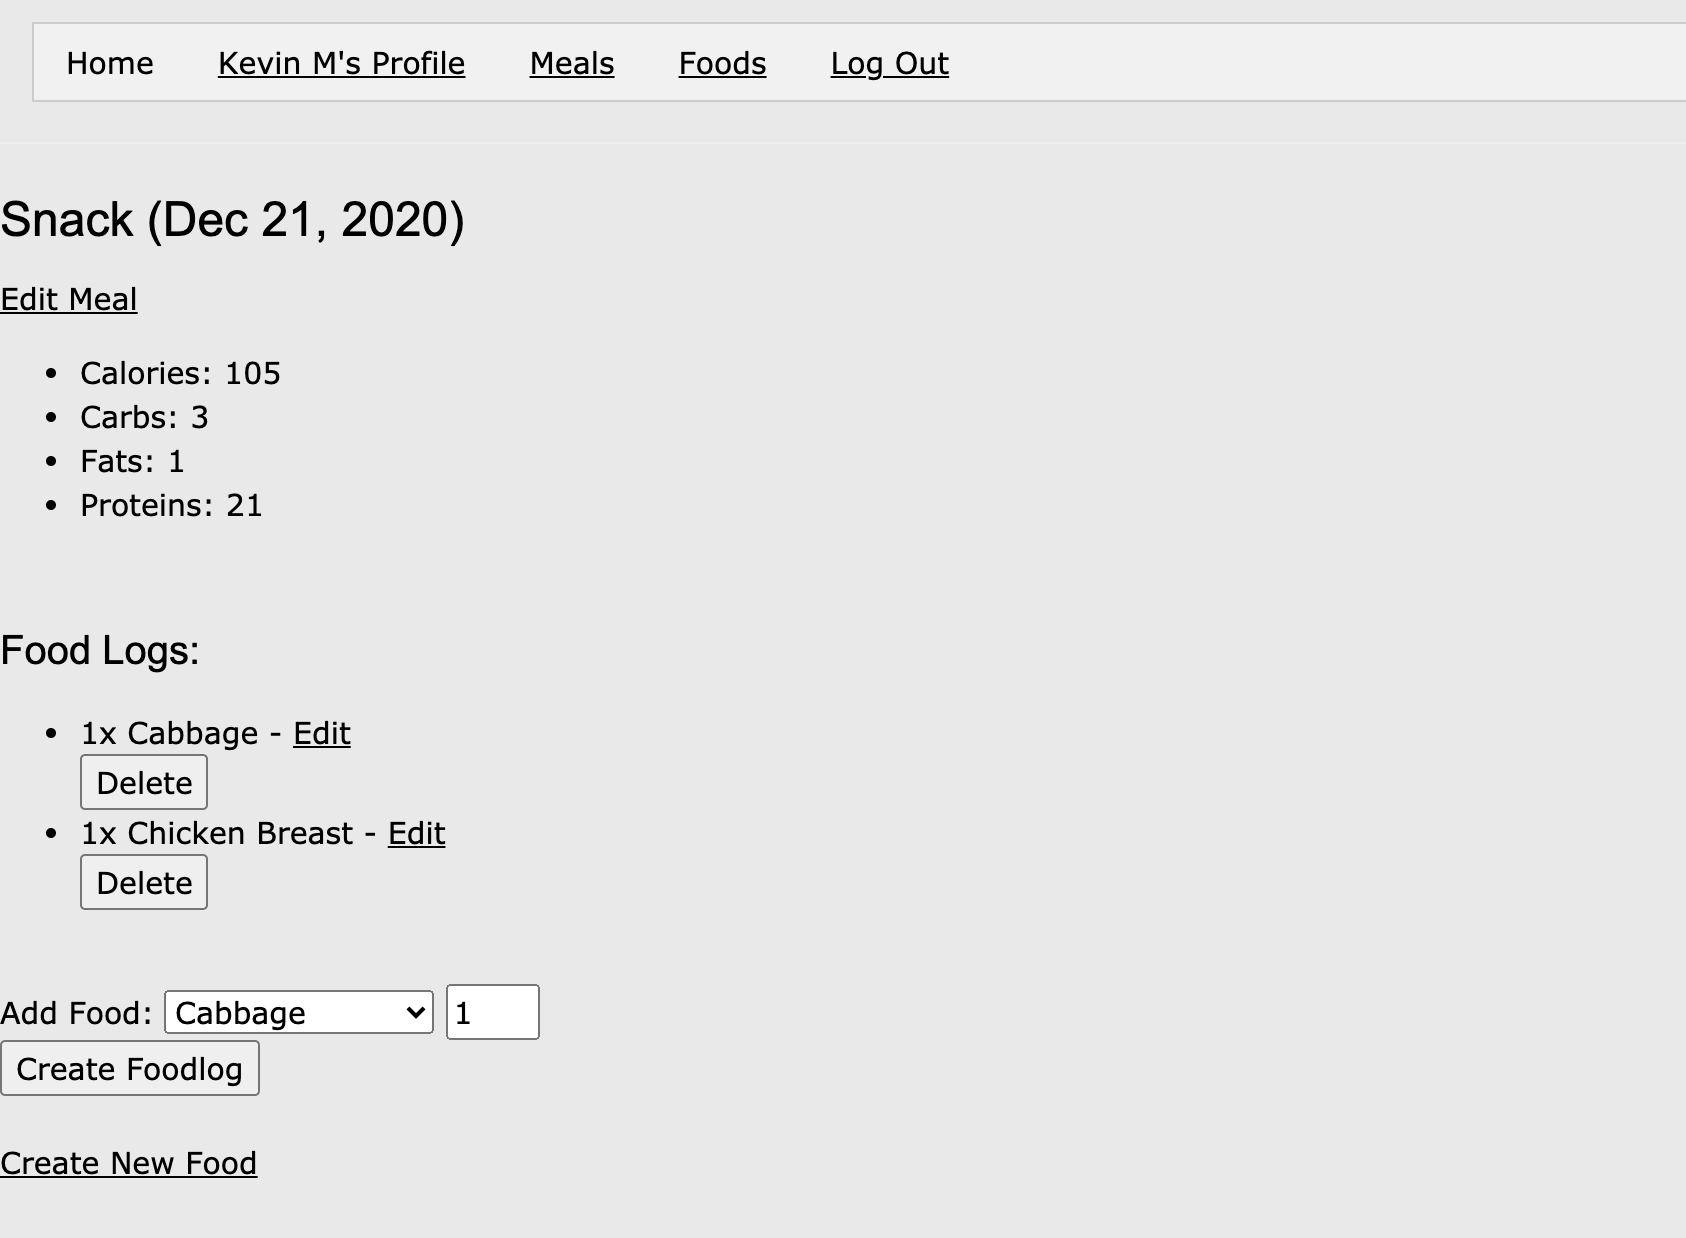 Home Kevin M's Profile Meals Foods Log Out
Snack (Dec 21, 2020)
Edit Meal
• Calories: 105
• Carbs: 3
• Fats: 1
• Proteins: 21
Food Logs:
• 1x Cabbage - Edit
Delete
• 1x Chicken Breast - Edit
Delete
Add Food: Cabbage 1
Create Foodlog
Create New Food